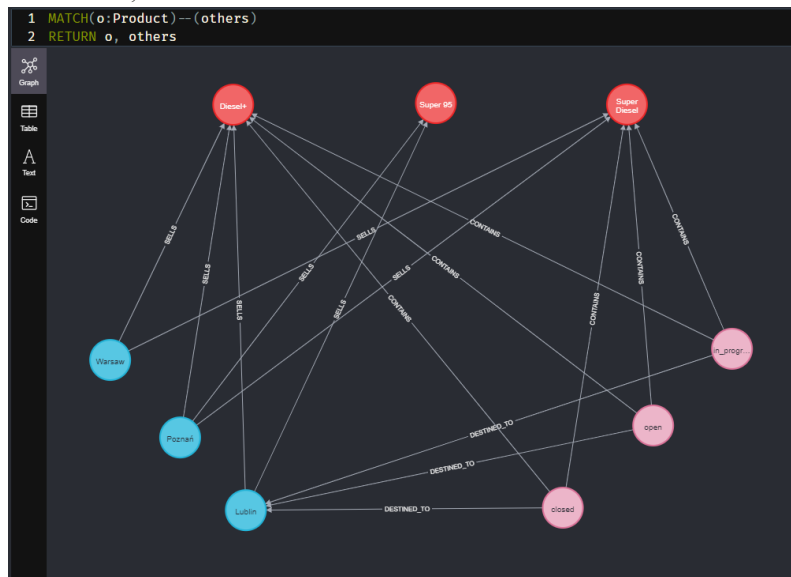 1 MATCH(o:Product)--(others)
2 RETURN o, others
Graph
Table
Text
Code
Diesel+
Super 95
Super
Diesel
SELLS
SELLS
SELLS
SELLS
SELLS
SELLS
SELLS
CONTAINS
CONTAINS
CONTAINS
CONTAINS
CONTAINS
CONTAINS
Warsaw
in_progr...
Poznań
open
Lublin
closed
DESTINED_TO
DESTINED_TO
DESTINED_TO